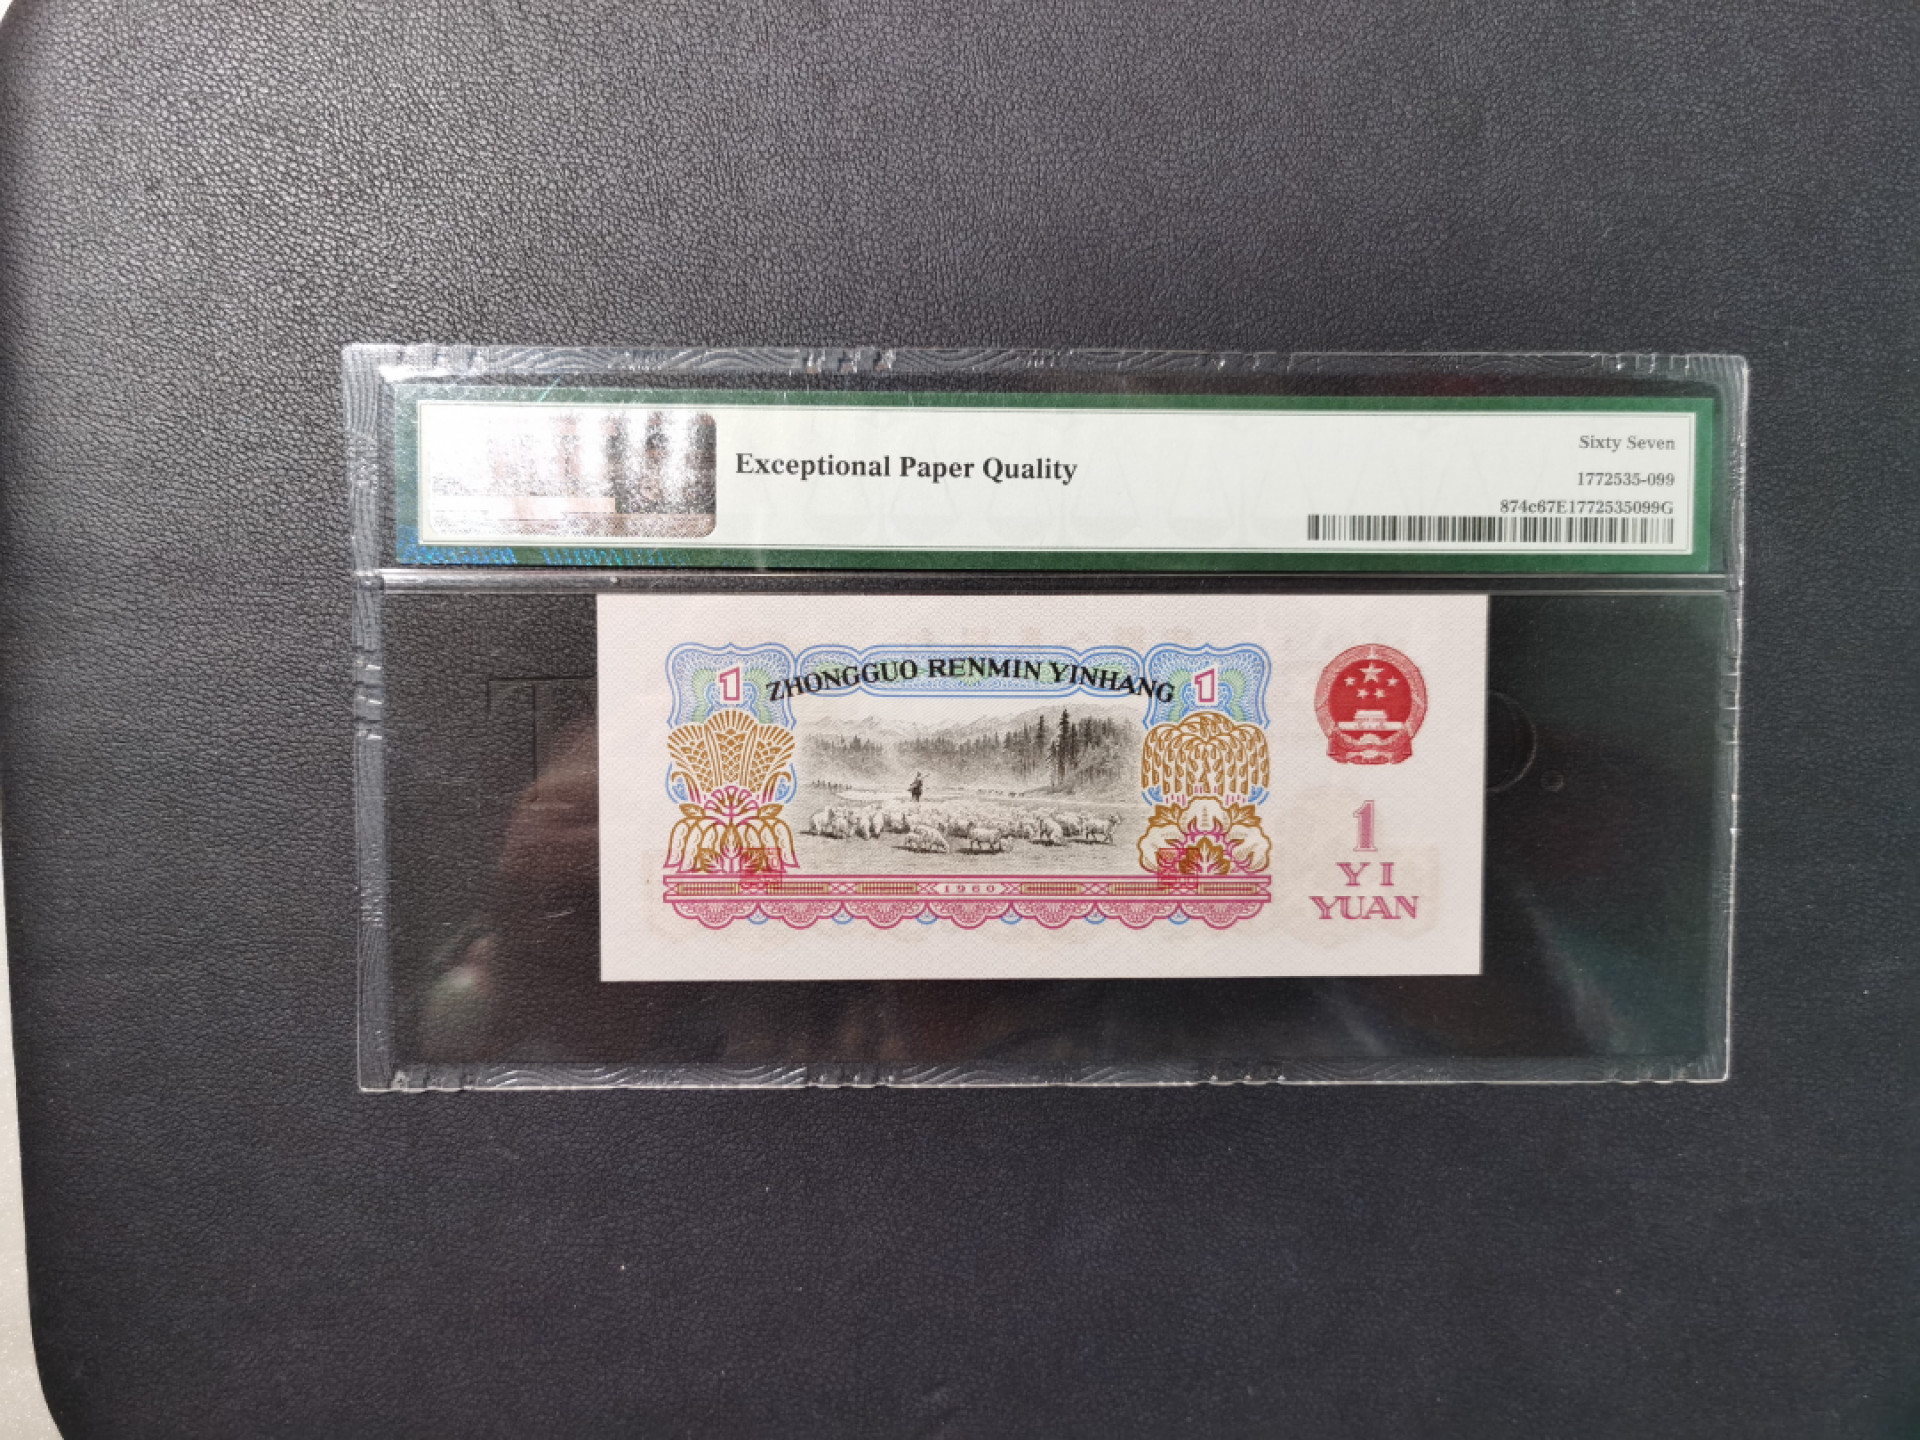 Exceptional Paper Quality
Sixty Seven
1772535-099
874c67E1772535099G
1 ZHONGGUO RENMIN YINHANG 1
1960
1
YI
YUAN